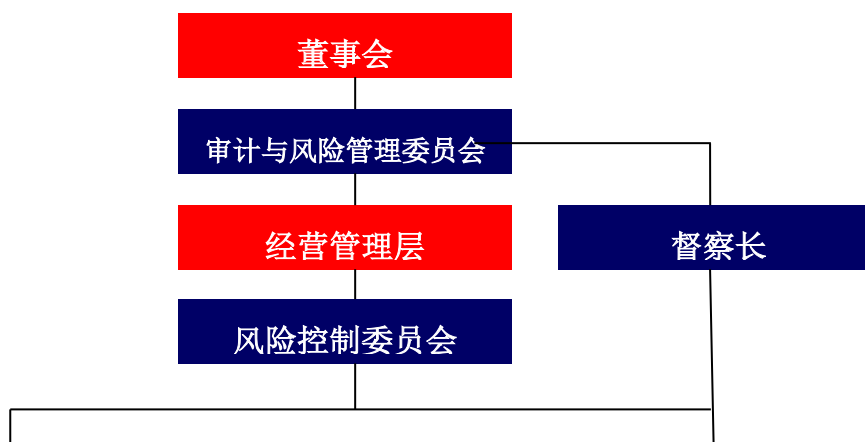 董事会
审计与风险管理委员会
经营管理层
督察长
风险控制委员会